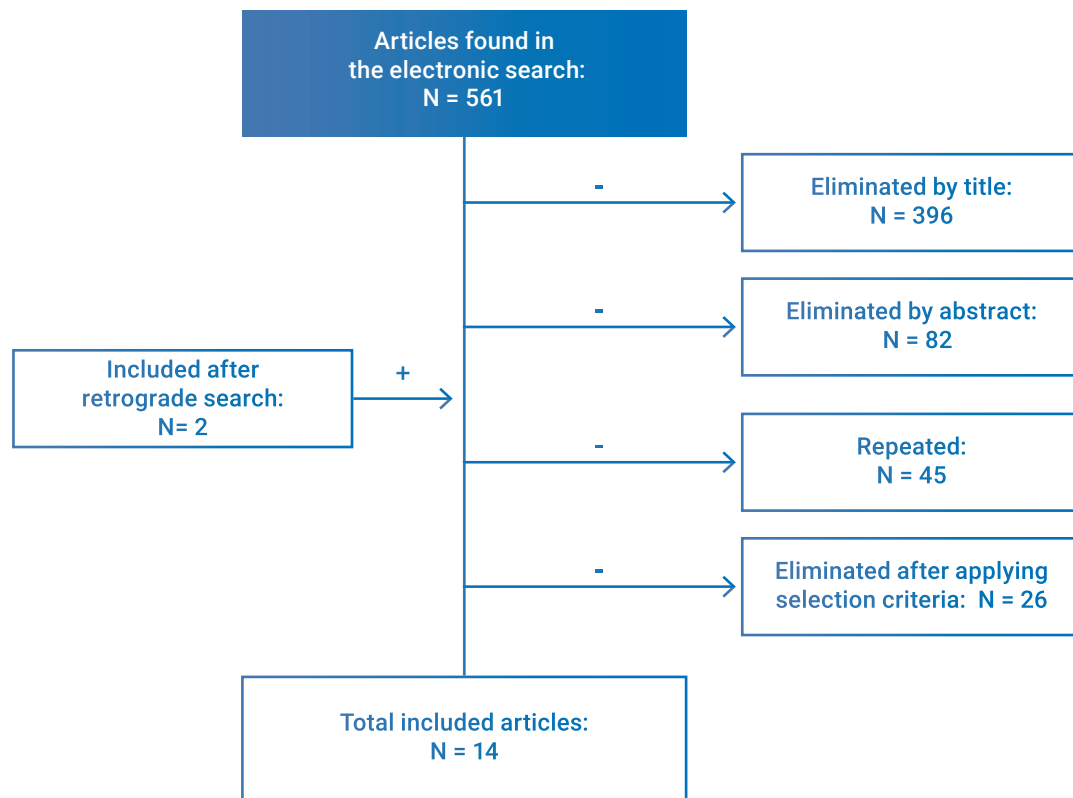 Articles found in
the electronic search:
N = 561
-
Eliminated by title:
N = 396
-
Eliminated by abstract:
N = 82
Included after
retrograde search:
N= 2
+
-
Repeated:
N = 45
-
Eliminated after applying
selection criteria:  N = 26
Total included articles:
N = 14